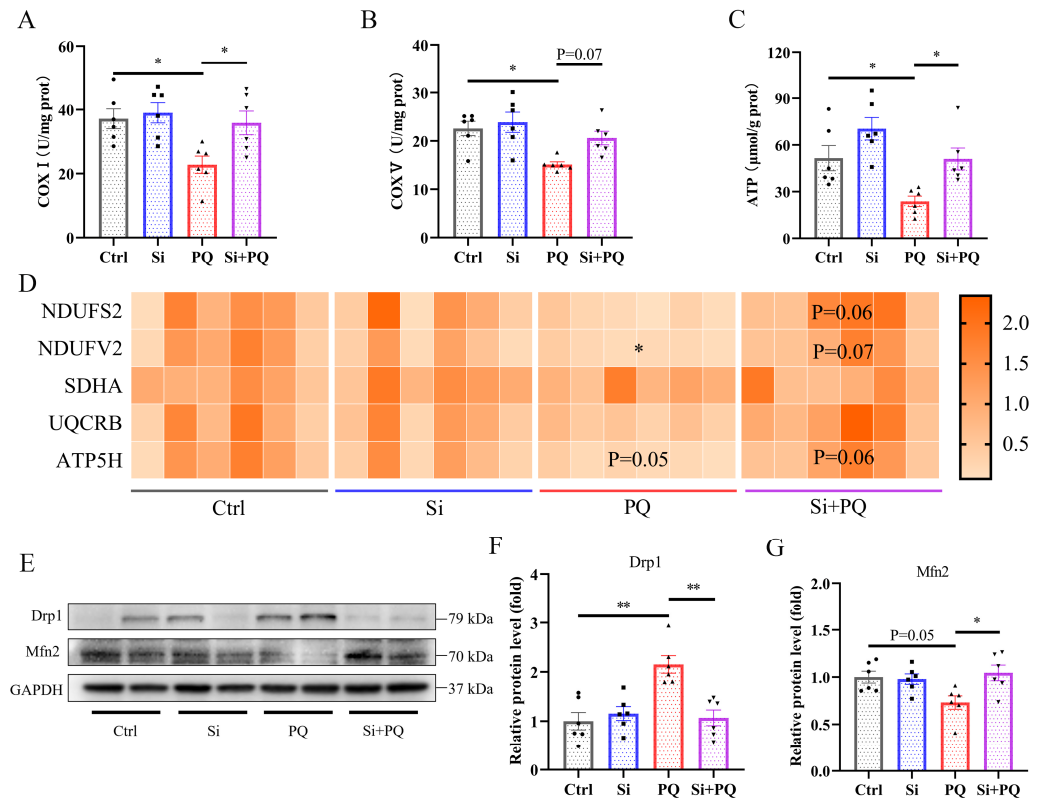 A
COX Ⅰ (U/mg prot)
60
40
20
0
*
*
Ctrl Si PQ Si+PQ
B
COX Ⅴ (U/mg prot)
40
30
20
10
0
*
P=0.07
Ctrl Si PQ Si+PQ
C
ATP (μmol/g prot)
120
90
60
30
0
*
*
Ctrl Si PQ Si+PQ
D
NDUFS2
P=0.06
NDUFV2
*
P=0.07
SDHA
UQCRB
ATP5H
P=0.05
P=0.06
2.0
1.5
1.0
0.5
Ctrl Si PQ Si+PQ
E
Drp1
79 kDa
Mfn2
70 kDa
GAPDH
37 kDa
Ctrl Si PQ Si+PQ
F
Drp1
Relative protein level (fold)
4
3
2
1
0
**
**
Ctrl Si PQ Si+PQ
G
Mfn2
Relative protein level (fold)
2.0
1.5
1.0
0.5
0.0
P=0.05
*
Ctrl Si PQ Si+PQ